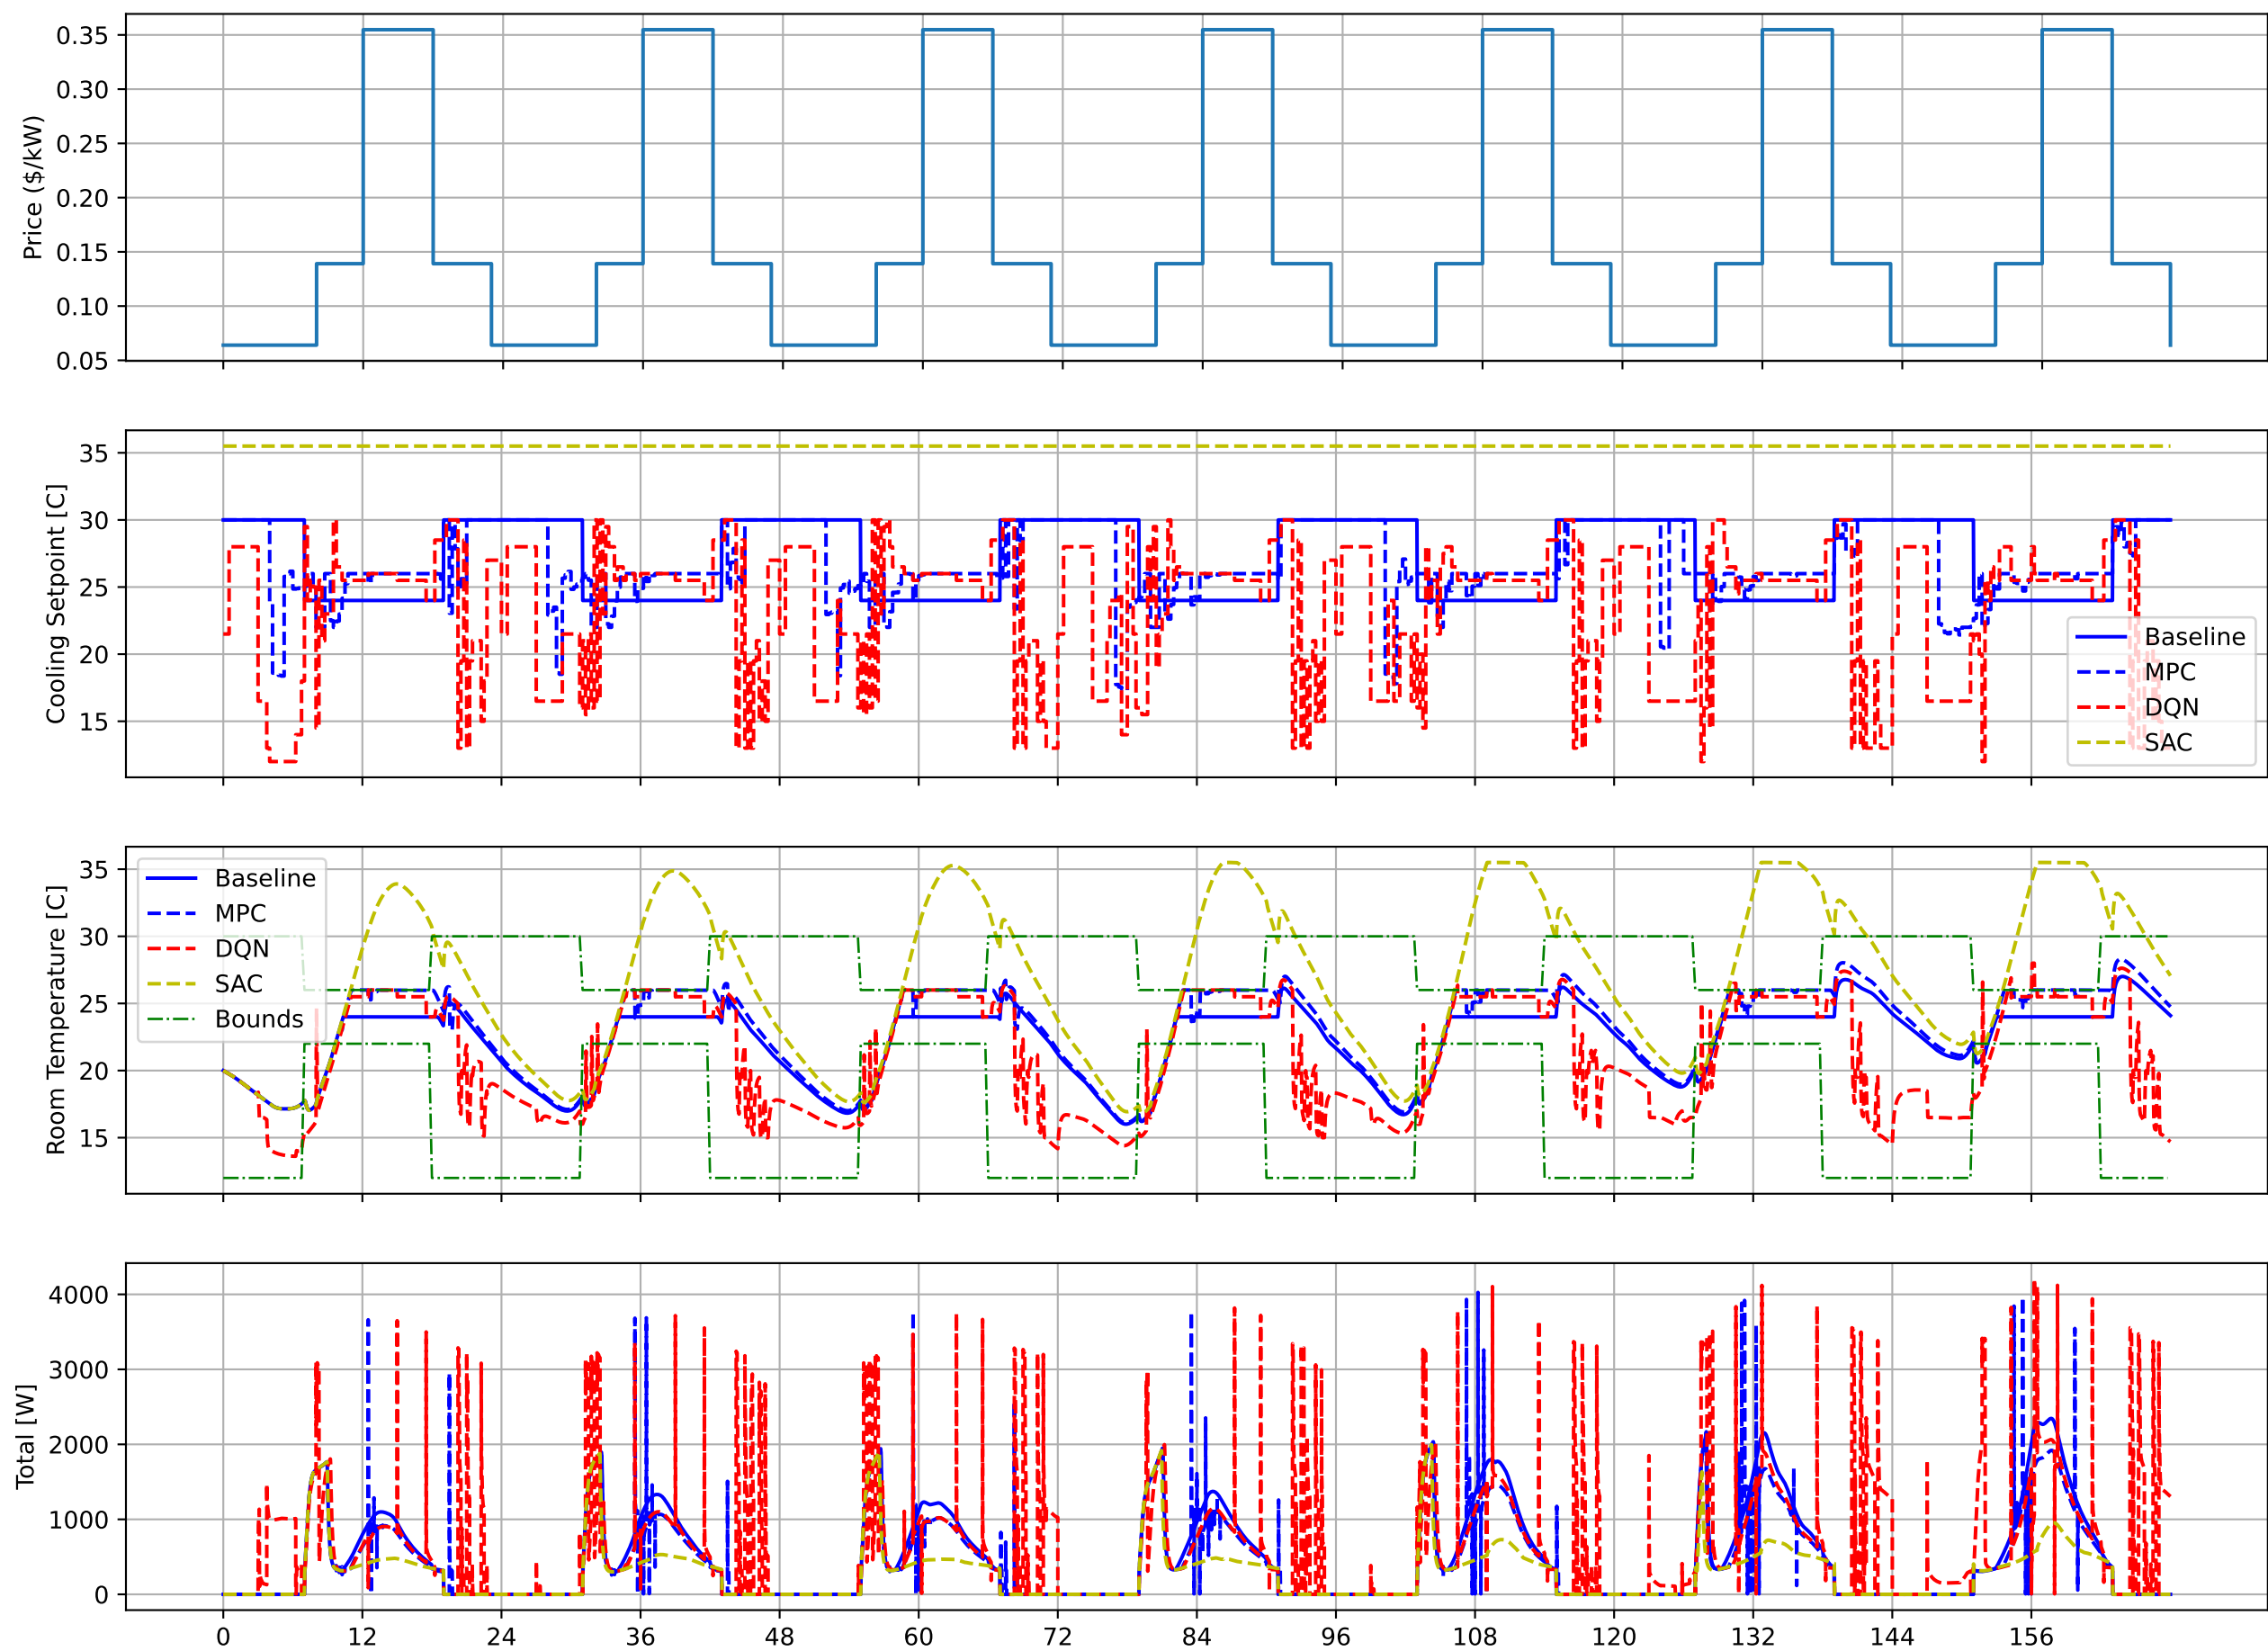 Price ($/kW)
0.35
0.30
0.25
0.20
0.15
0.10
0.05
Cooling Setpoint [C]
35
30
25
20
15
Baseline
MPC
DQN
SAC
Room Temperature [C]
35
30
25
20
15
Baseline
MPC
DQN
SAC
Bounds
Total [W]
4000
3000
2000
1000
0
0 12 24 36 48 60 72 84 96 108 120 132 144 156